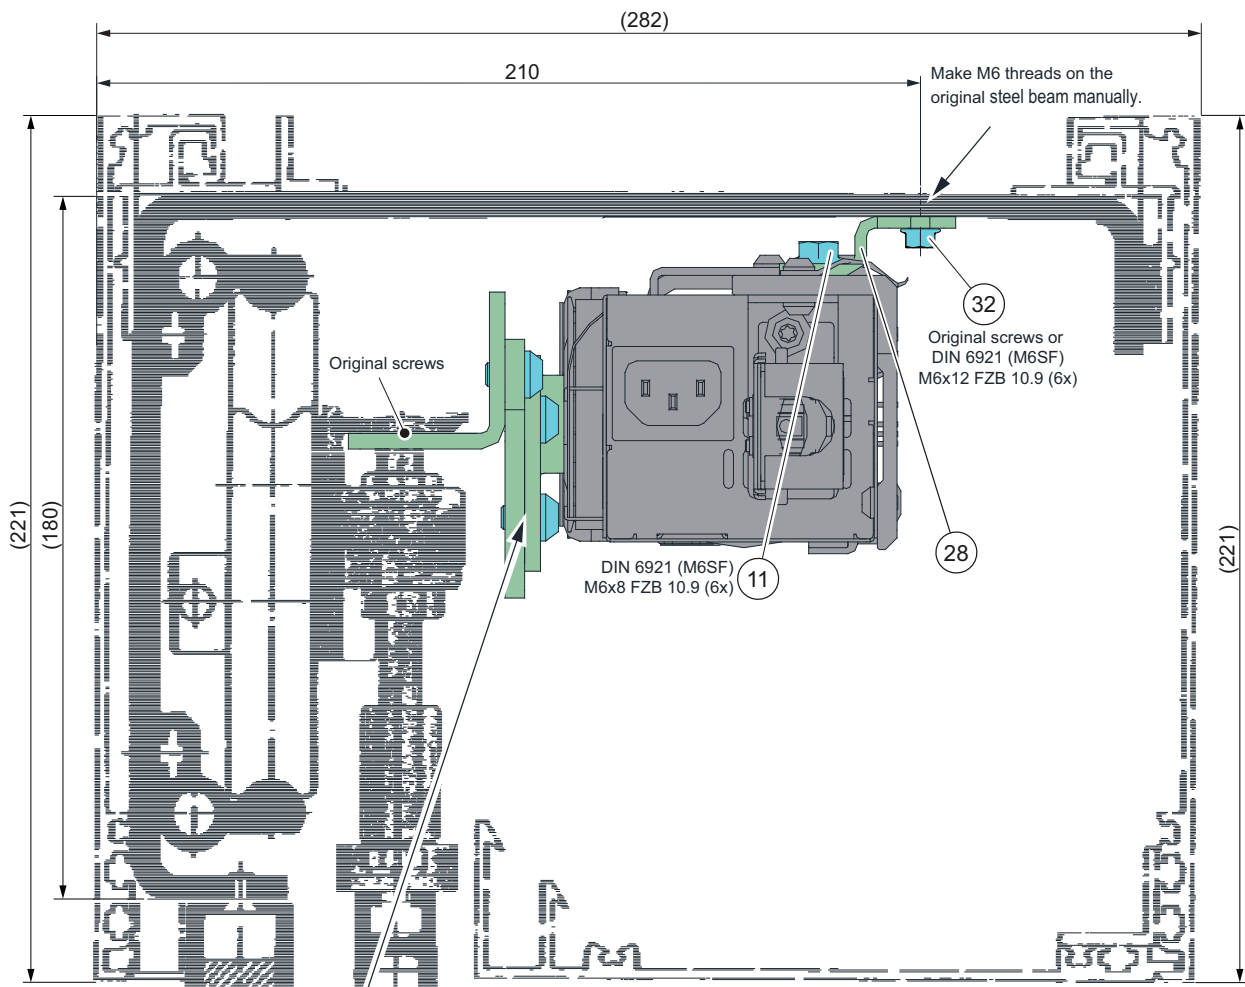 (282)
210
Make M6 threads on the
original steel beam manually.
32
Original screws or
DIN 6921 (M6SF)
M6x12 FZB 10.9 (6x)
Original screws
(221)
(180)
(221)
28
DIN 6921 (M6SF)
M6x8 FZB 10.9 (6x)
11